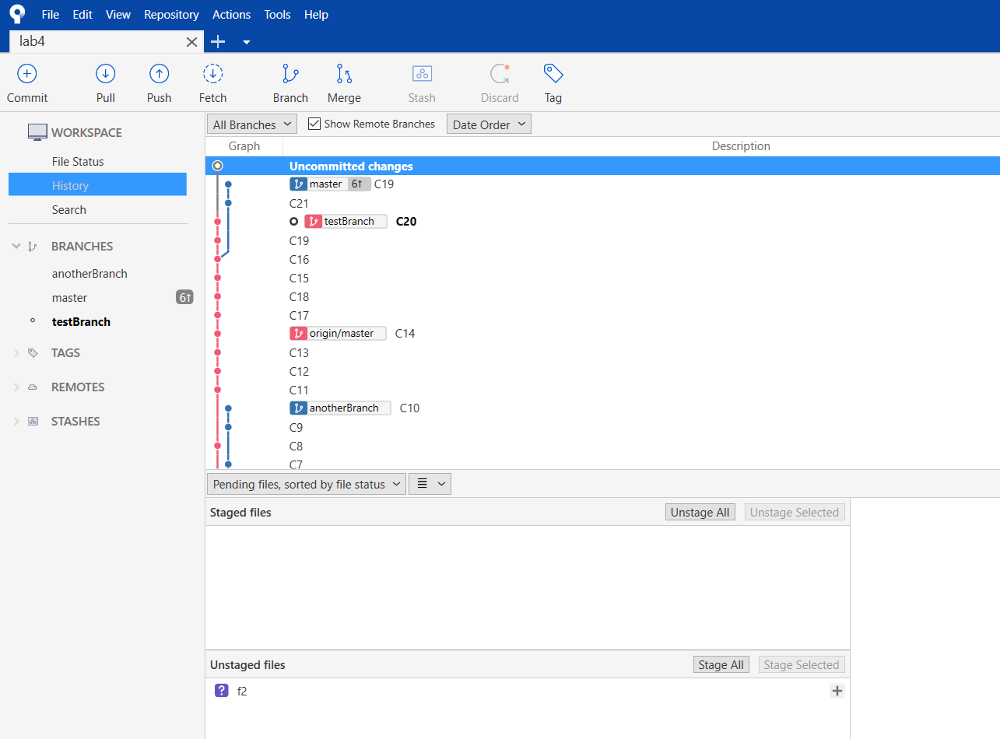 File Edit View Repository Actions Tools Help
lab4
Commit Pull Push Fetch Branch Merge Stash Discard Tag
WORKSPACE
File Status
History
Search
BRANCHES
anotherBranch
master 6↑
testBranch
TAGS
REMOTES
STASHES
All Branches Show Remote Branches Date Order
Graph Description
Uncommitted changes
master 6↑ C19
C21
testBranch C20
C19
C16
C15
C18
C17
origin/master C14
C13
C12
C11
anotherBranch C10
C9
C8
C7
Pending files, sorted by file status
Staged files Unstage All Unstage Selected
Unstaged files Stage All Stage Selected
? f2